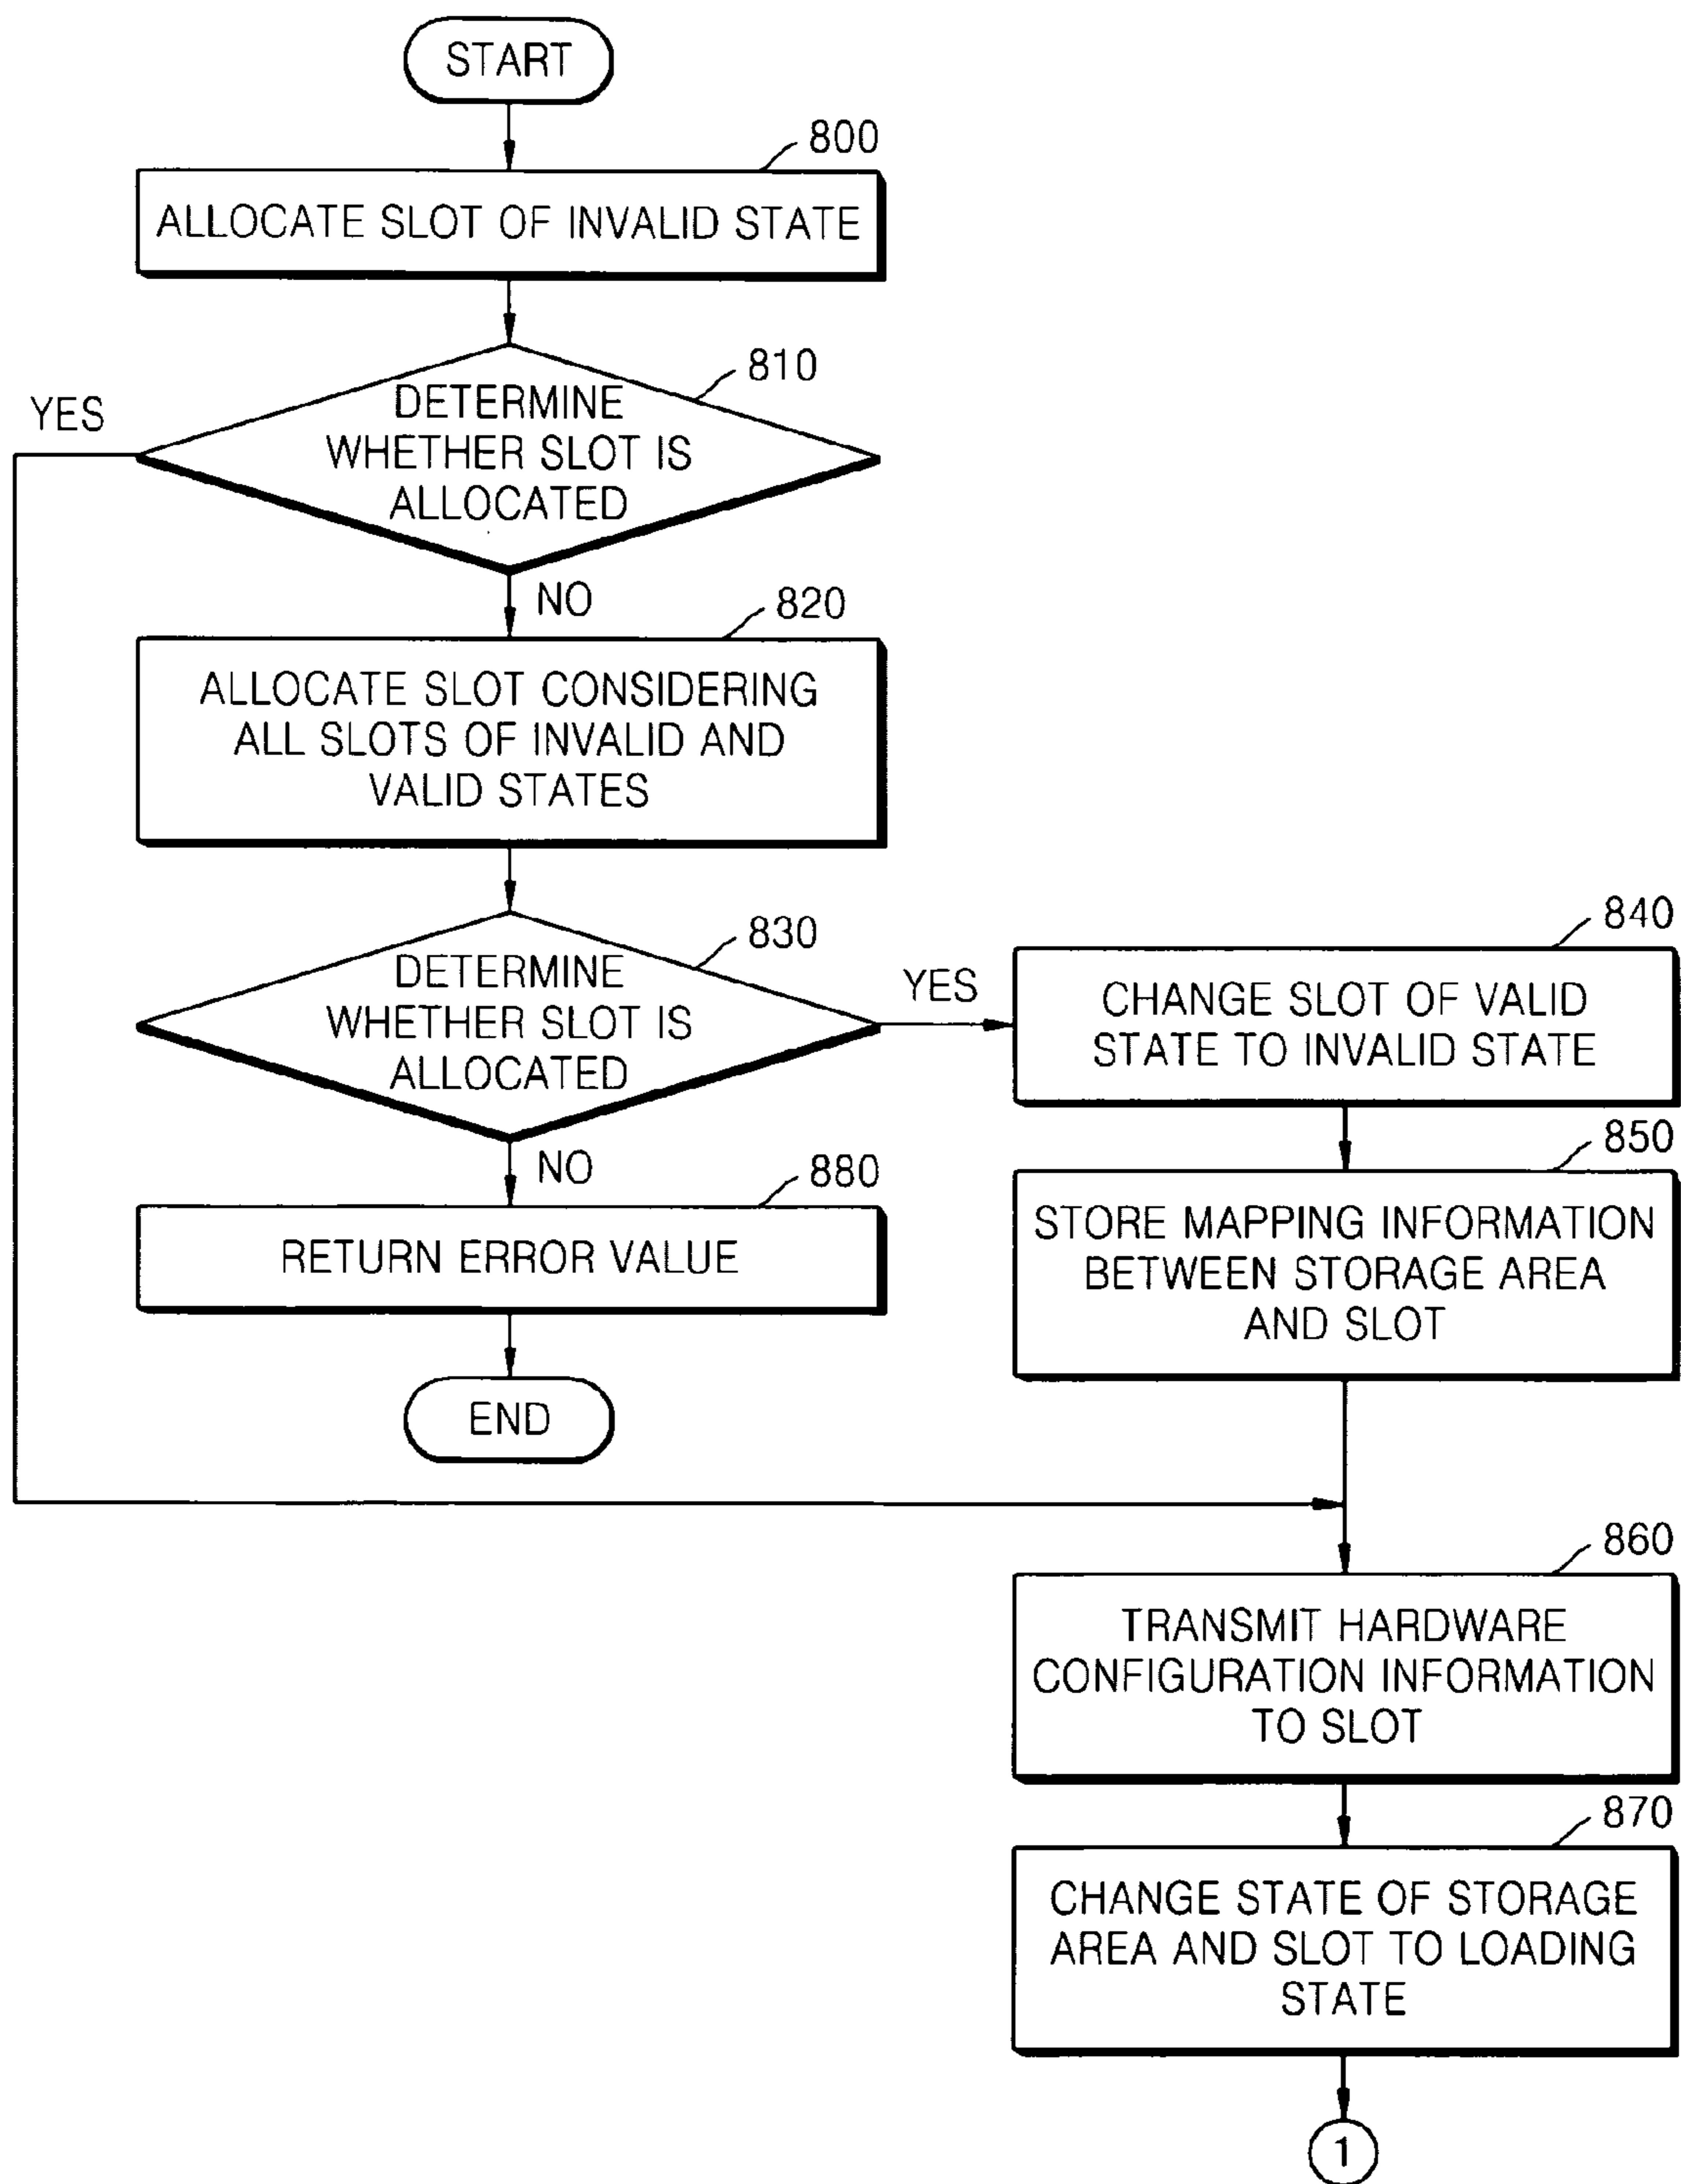 START
800
ALLOCATE SLOT OF INVALID STATE
810
YES
DETERMINE
WHETHER SLOT IS
ALLOCATED
NO
820
ALLOCATE SLOT CONSIDERING
ALL SLOTS OF INVALID AND
VALID STATES
830
DETERMINE
WHETHER SLOT IS
ALLOCATED
YES
840
CHANGE SLOT OF VALID
STATE TO INVALID STATE
NO
880
RETURN ERROR VALUE
END
850
STORE MAPPING INFORMATION
BETWEEN STORAGE AREA
AND SLOT
860
TRANSMIT HARDWARE
CONFIGURATION INFORMATION
TO SLOT
870
CHANGE STATE OF STORAGE
AREA AND SLOT TO LOADING
STATE
1